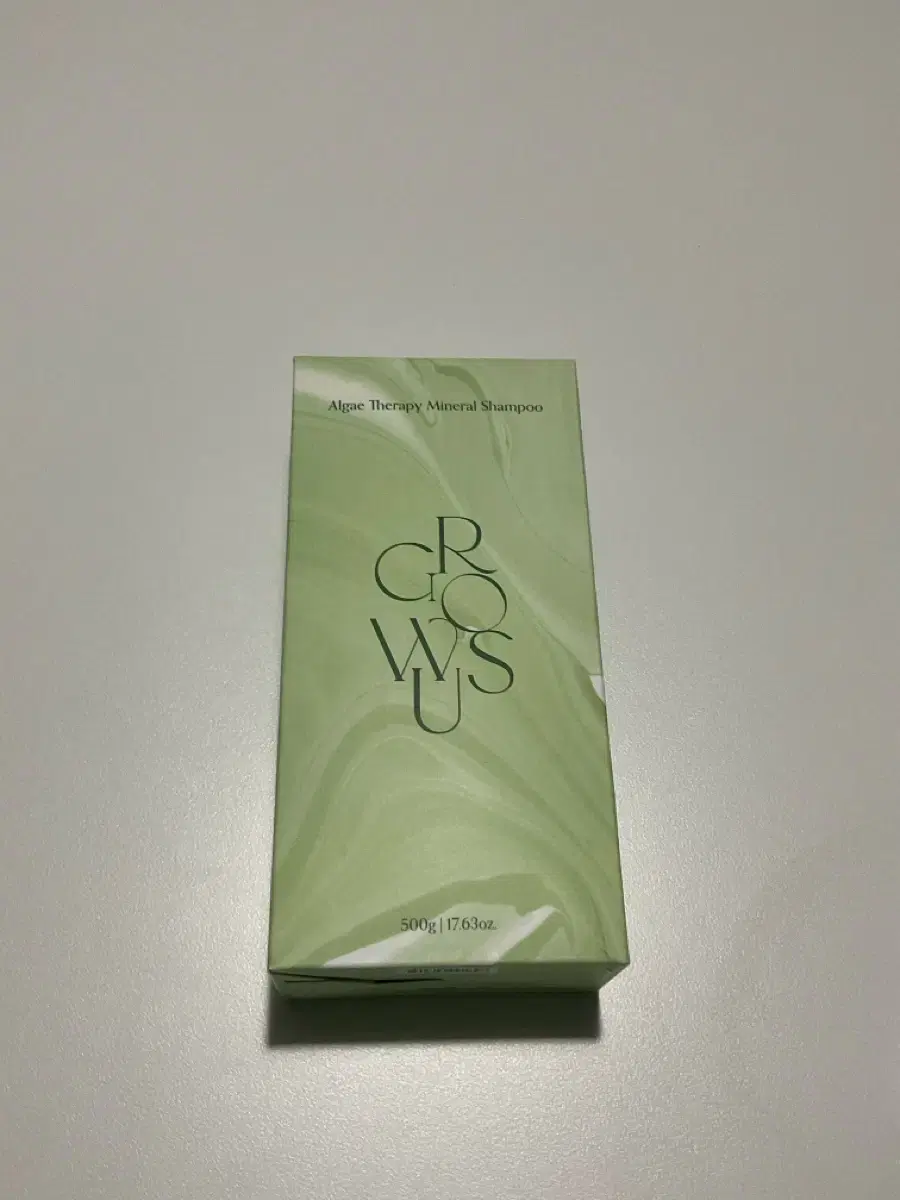 Algae Therapy Mineral Shampoo
GROWUS
500g | 17.63oz.